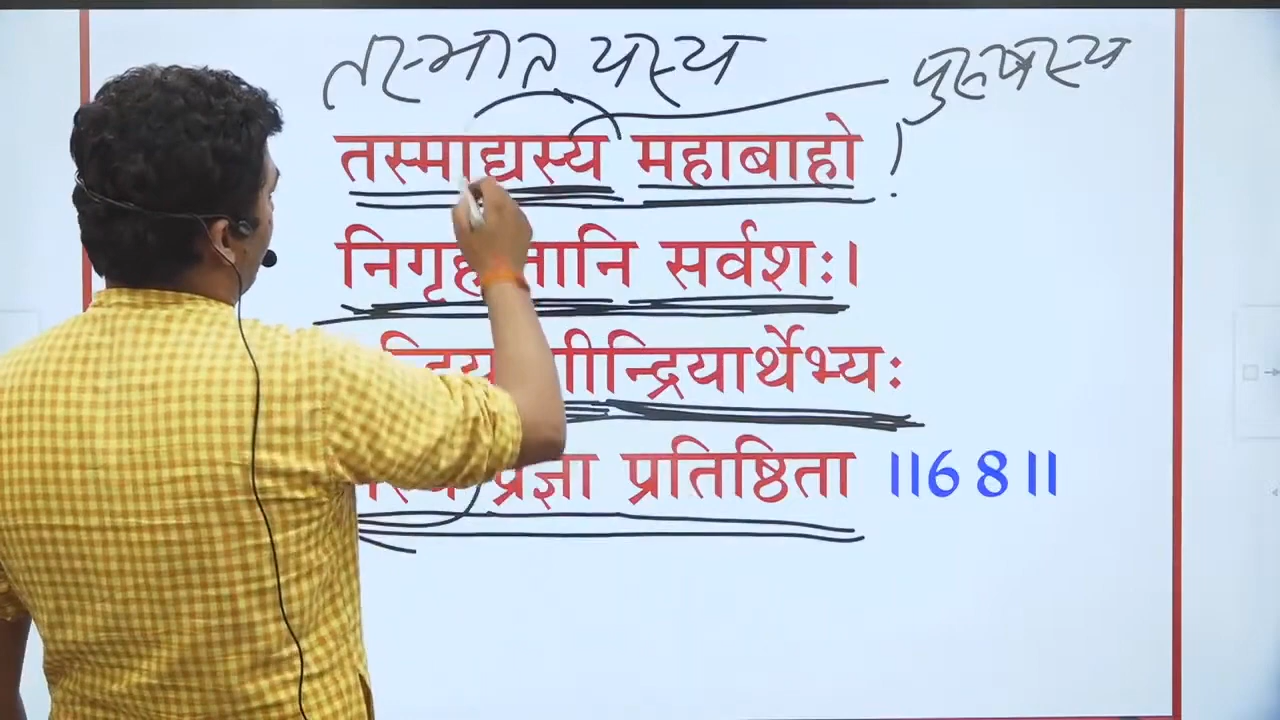 तस्मात् यस्य पुरुषस्य
तस्माद्यस्य महाबाहो !
सर्वशः।
प्रज्ञा प्रतिष्ठिता ॥68॥